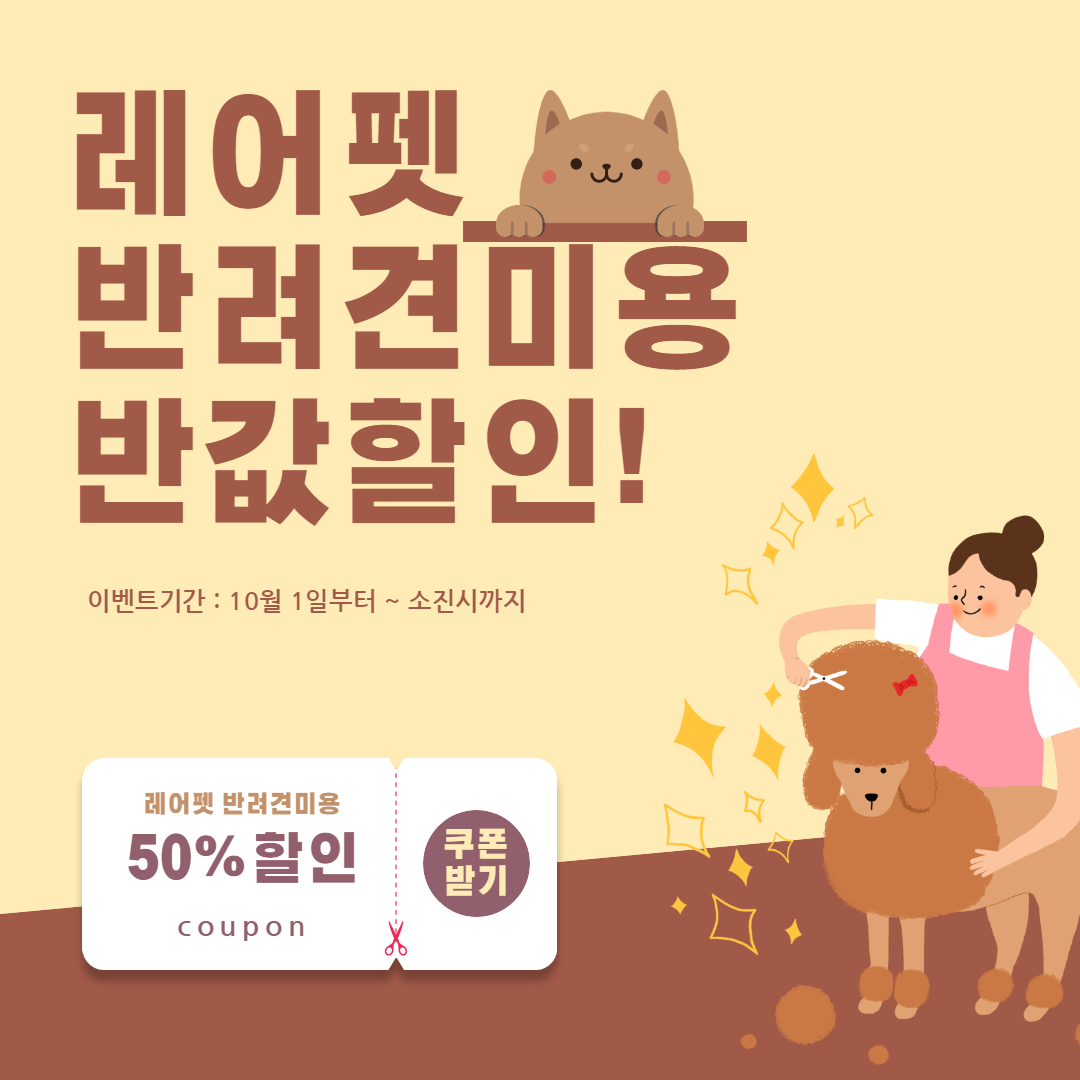 레어펫
반려견미용
반값할인!
이벤트기간 : 10월 1일부터 ~ 소진시까지
레어펫 반려견미용
50% 할인
coupon
쿠폰
받기